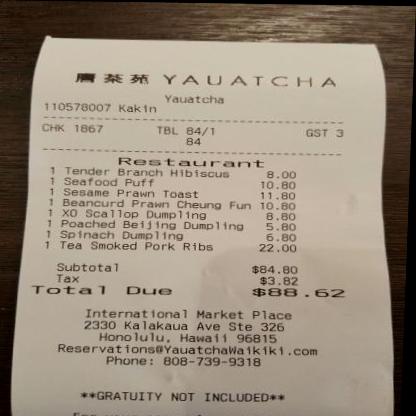 唐茶苑 YAUATCHA
Yauatcha
110578007 Kakin
CHK 1867 TBL 84/1 GST 3
84
Restaurant
1 Tender Branch Hibiscus 8.00
1 Seafood Puff 10.80
1 Sesame Prawn Toast 11.80
1 Beancurd Prawn Cheung Fun 10.80
1 XO Scallop Dumpling 8.80
1 Poached Beijing Dumpling 5.80
1 Spinach Dumpling 6.80
1 Tea Smoked Pork Ribs 22.00
Subtotal $84.80
Tax $3.82
Total Due $88.62
International Market Place
2330 Kalakaua Ave Ste 326
Honolulu, Hawaii 96815
Reservations@YauatchaWaikiki.com
Phone: 808-739-9318
**GRATUITY NOT INCLUDED**